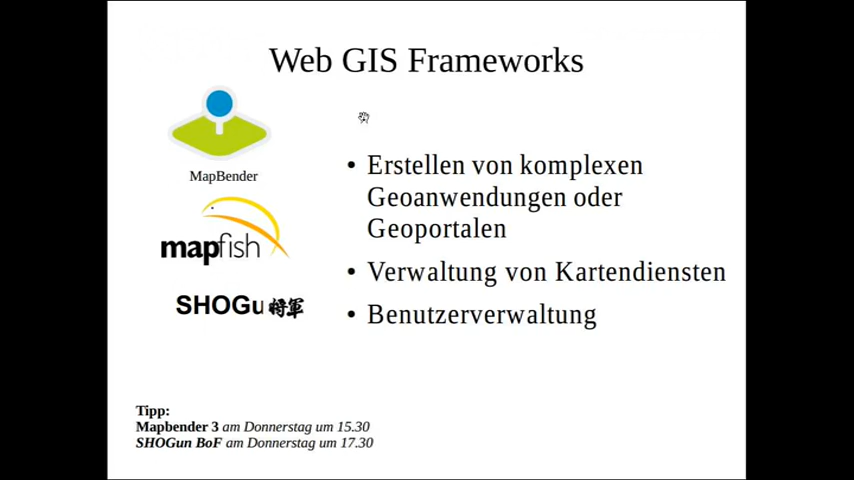 Web GIS Frameworks
MapBender
mapfish
SHOGun 将軍
• Erstellen von komplexen
Geoanwendungen oder
Geoportalen
• Verwaltung von Kartendiensten
• Benutzerverwaltung
Tipp:
Mapbender 3 am Donnerstag um 15.30
SHOGun BoF am Donnerstag um 17.30